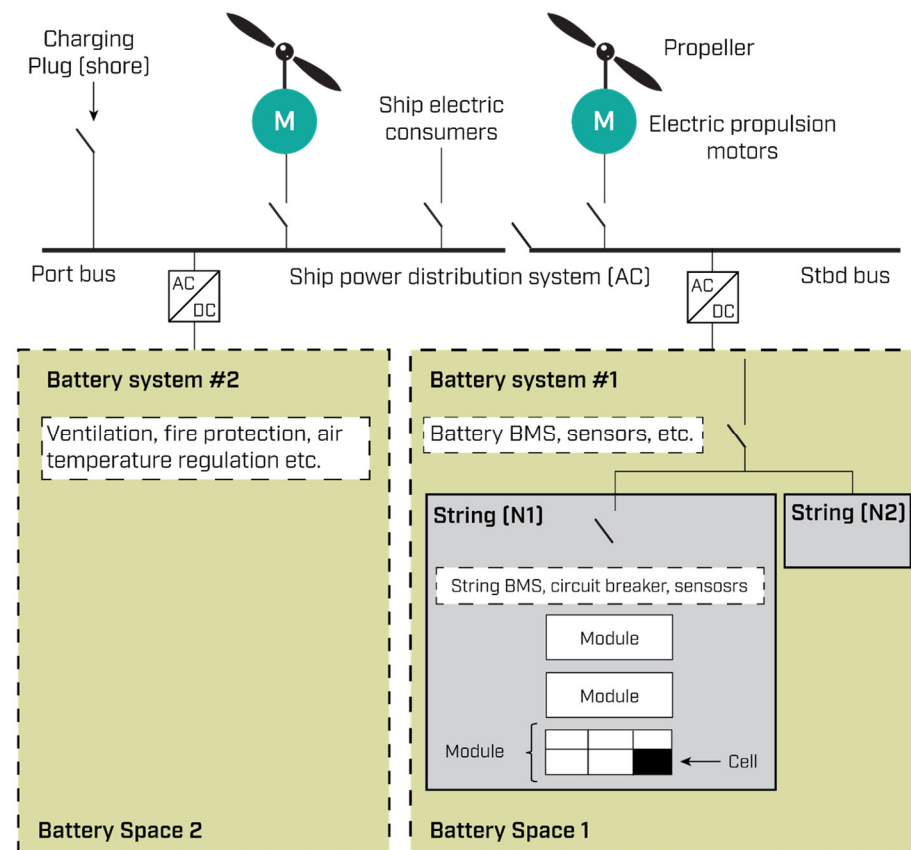 Charging
Plug (shore)
Propeller
M
Ship electric
consumers
M
Electric propulsion
motors
Port bus
Ship power distribution system (AC)
Stbd bus
AC
DC
AC
DC
Battery system #2
Ventilation, fire protection, air
temperature regulation etc.
Battery Space 2
Battery system #1
Battery BMS, sensors, etc.
String (N1)
String (N2)
String BMS, circuit breaker, sensosrs
Module
Module
Module
Cell
Battery Space 1